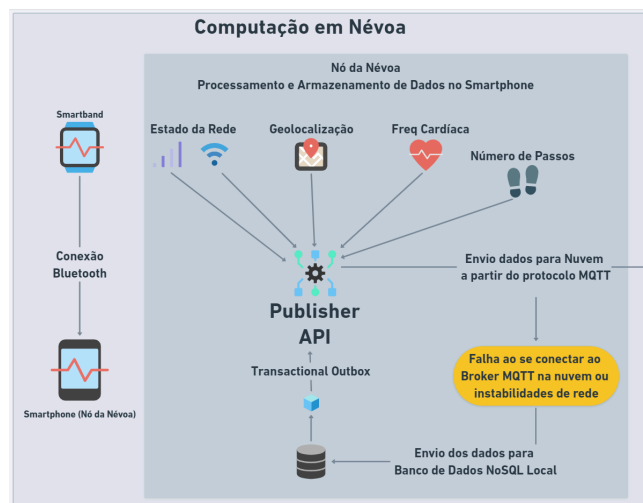 Computação em Névoa
Nó da Névoa
Processamento e Armazenamento de Dados no Smartphone
Smartband
Estado da Rede
Geolocalização
Freq Cardíaca
Número de Passos
Conexão
Bluetooth
Envio dados para Nuvem
a partir do protocolo MQTT
Publisher
API
Falha ao se conectar ao
Broker MQTT na nuvem ou
instabilidades de rede
Transactional Outbox
Smartphone (Nó da Névoa)
Envio dos dados para
Banco de Dados NoSQL Local